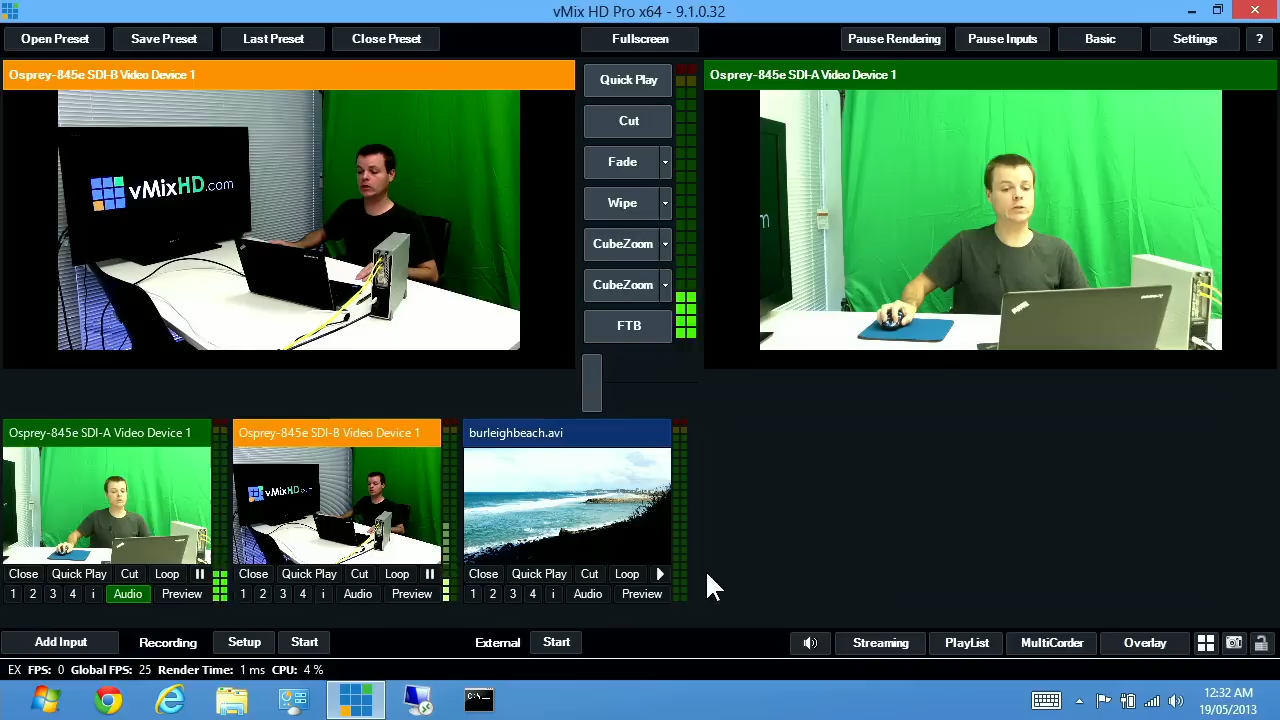 vMix HD Pro x64 - 9.1.0.32
Open Preset Save Preset Last Preset Close Preset Fullscreen Pause Rendering Pause Inputs Basic Settings ?
Osprey-845e SDI-B Video Device 1
Quick Play
Osprey-845e SDI-A Video Device 1
Cut
Fade
Wipe
CubeZoom
CubeZoom
FTB
vMixHD.com
Osprey-845e SDI-A Video Device 1
Osprey-845e SDI-B Video Device 1
burleighbeach.avi
Close Quick Play Cut Loop
1 2 3 4 i Audio Preview
Close Quick Play Cut Loop
1 2 3 4 i Audio Preview
Close Quick Play Cut Loop
1 2 3 4 i Audio Preview
Add Input Recording Setup Start External Start Streaming PlayList MultiCorder Overlay
EX FPS: 0 Global FPS: 25 Render Time: 1 ms CPU: 4 %
12:32 AM
19/05/2013